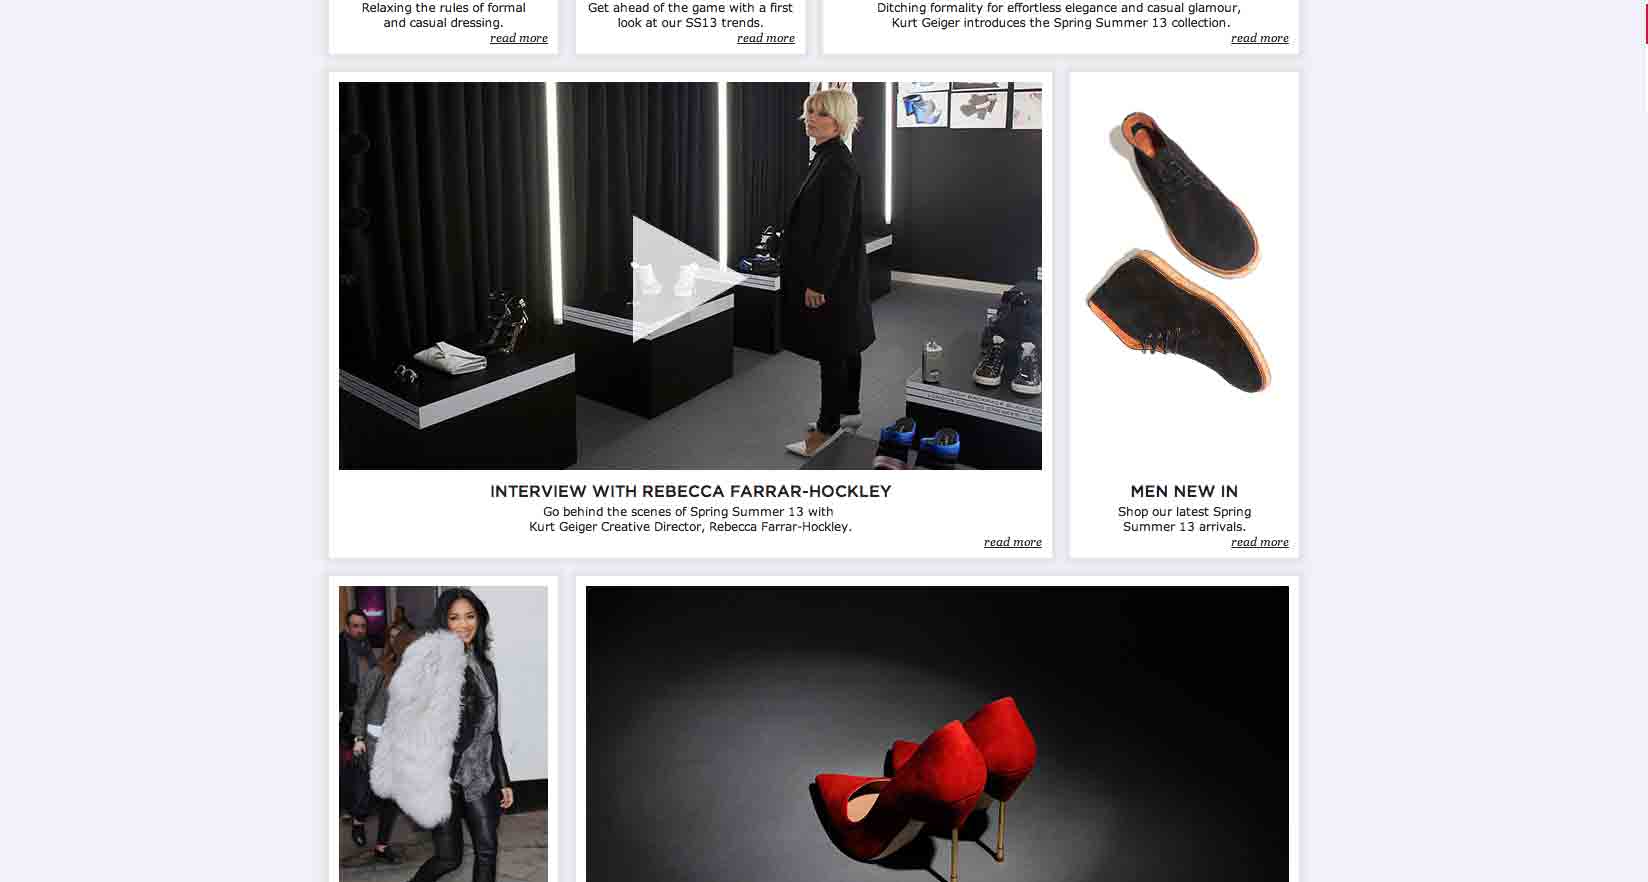 Relaxing the rules of formal
and casual dressing.
read more
Get ahead of the game with a first
look at our SS13 trends.
read more
Ditching formality for effortless elegance and casual glamour,
Kurt Geiger introduces the Spring Summer 13 collection.
read more
INTERVIEW WITH REBECCA FARRAR-HOCKLEY
Go behind the scenes of Spring Summer 13 with
Kurt Geiger Creative Director, Rebecca Farrar-Hockley.
read more
MEN NEW IN
Shop our latest Spring
Summer 13 arrivals.
read more